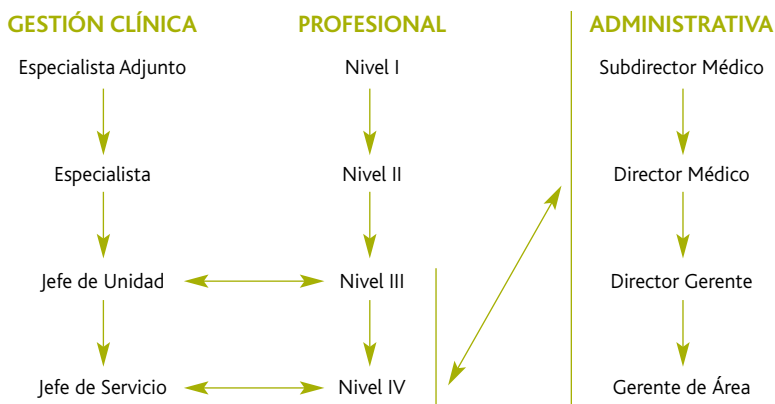 GESTIÓN CLÍNICA PROFESIONAL ADMINISTRATIVA
Especialista Adjunto Nivel I Subdirector Médico
Especialista Nivel II Director Médico
Jefe de Unidad Nivel III Director Gerente
Jefe de Servicio Nivel IV Gerente de Área